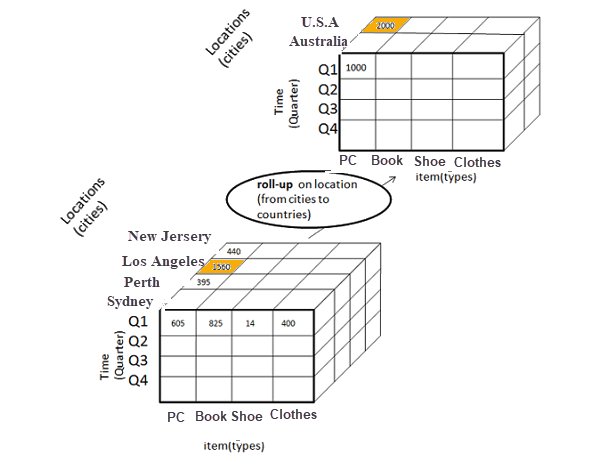 Locations
(cities)
U.S.A
2000
Australia
Time
(Quarter)
Q1 1000
Q2
Q3
Q4
PC Book Shoe Clothes
item(types)
roll-up on location
(from cities to
countries)
Locations
(cities)
New Jersery
440
Los Angeles
1560
Perth
395
Sydney
Time
(Quarter)
Q1 605 825 14 400
Q2
Q3
Q4
PC Book Shoe Clothes
item(types)